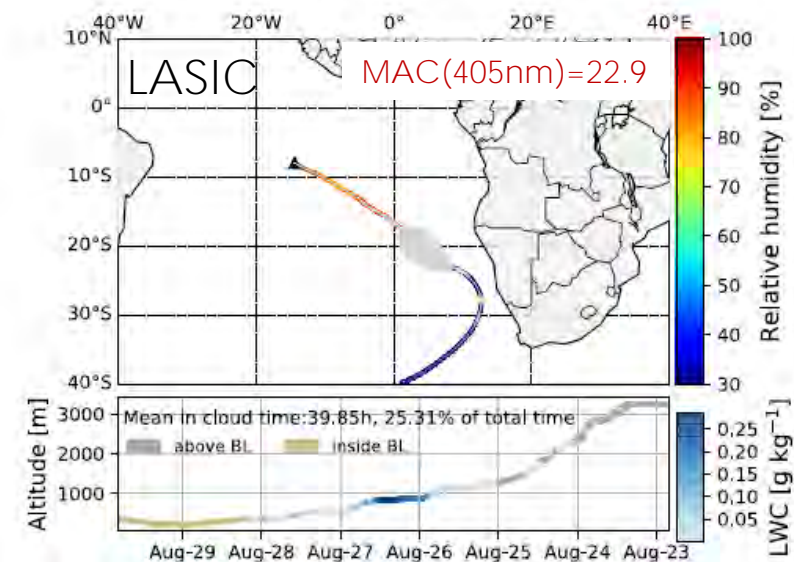 40°W 20°W 0° 20°E 40°E
10°N
LASIC
MAC(405nm)=22.9
0°
10°S
20°S
30°S
40°S
100
90
80
70
60
50
40
30
Relative humidity [%]
3000
2000
1000
Altitude [m]
Mean in cloud time:39.85h, 25.31% of total time
above BL inside BL
0.25
0.20
0.15
0.10
0.05
LWC [g kg⁻¹]
Aug-29 Aug-28 Aug-27 Aug-26 Aug-25 Aug-24 Aug-23